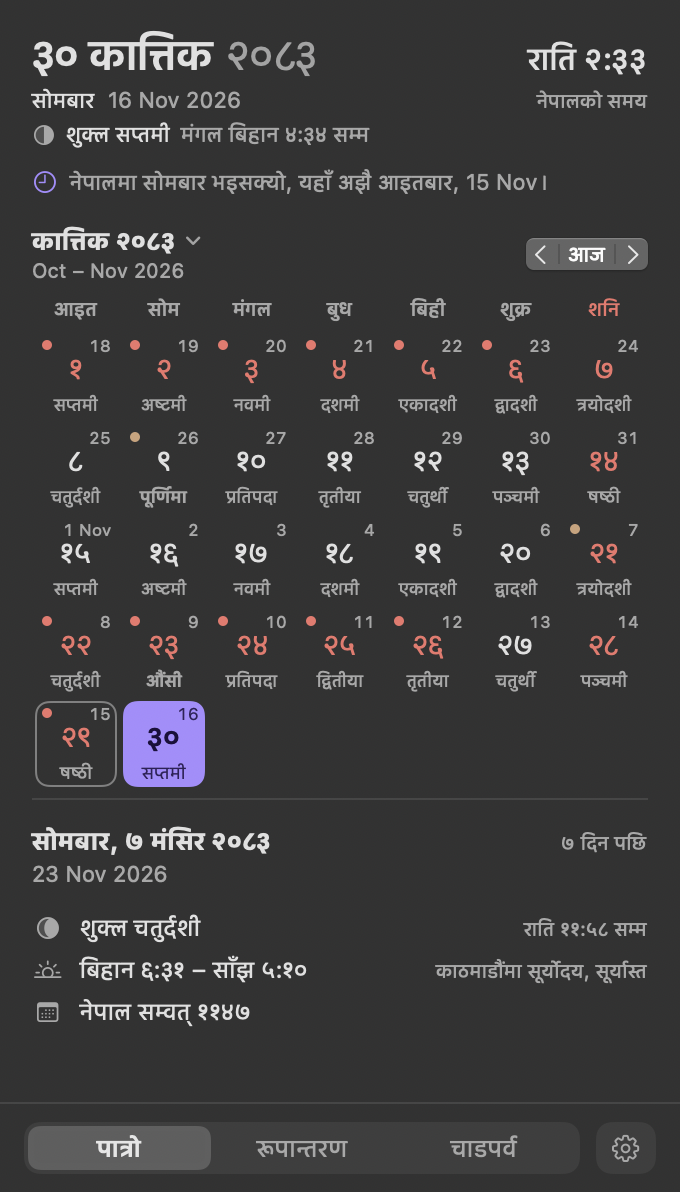 ३० कात्तिक २०८३
राति २:३३
सोमबार 16 Nov 2026
नेपालको समय
शुक्ल सप्तमी मंगल बिहान ४:३४ सम्म
नेपालमा सोमबार भइसक्यो, यहाँ अझै आइतबार, 15 Nov।
कात्तिक २०८३
आज
Oct – Nov 2026
आइत सोम मंगल बुध बिही शुक्र शनि
18 19 20 21 22 23 24
१ २ ३ ४ ५ ६ ७
सप्तमी अष्टमी नवमी दशमी एकादशी द्वादशी त्रयोदशी
25 26 27 28 29 30 31
८ ९ १० ११ १२ १३ १४
चतुर्दशी पूर्णिमा प्रतिपदा तृतीया चतुर्थी पञ्चमी षष्ठी
1 Nov 2 3 4 5 6 7
१५ १६ १७ १८ १९ २० २१
सप्तमी अष्टमी नवमी दशमी एकादशी द्वादशी त्रयोदशी
8 9 10 11 12 13 14
२२ २३ २४ २५ २६ २७ २८
चतुर्दशी औंसी प्रतिपदा द्वितीया तृतीया चतुर्थी पञ्चमी
15 16
२९ ३०
षष्ठी सप्तमी
सोमबार, ७ मंसिर २०८३
७ दिन पछि
23 Nov 2026
शुक्ल चतुर्दशी
राति ११:५८ सम्म
बिहान ६:३१ – साँझ ५:१०
काठमाडौंमा सूर्योदय, सूर्यास्त
नेपाल सम्वत् ११४७
पात्रो रूपान्तरण चाडपर्व